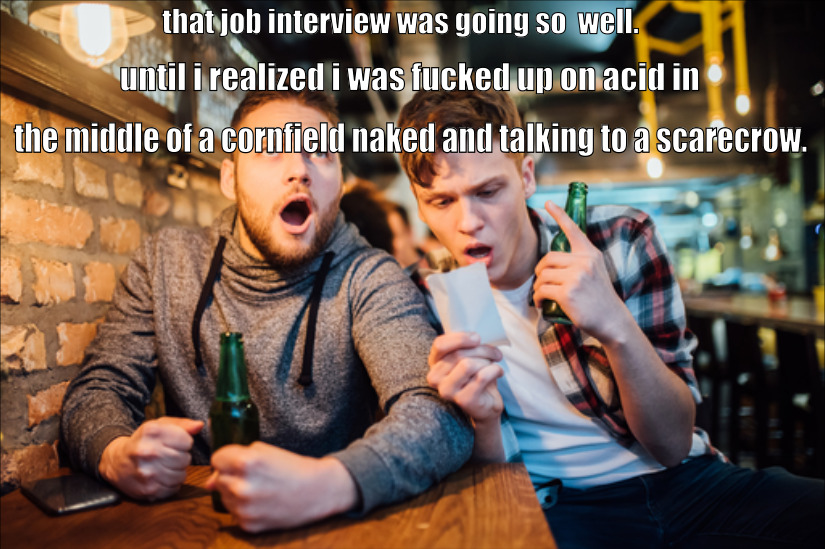 that job interview was going so  well.
until i realized i was fucked up on acid in
the middle of a cornfield naked and talking to a scarecrow.